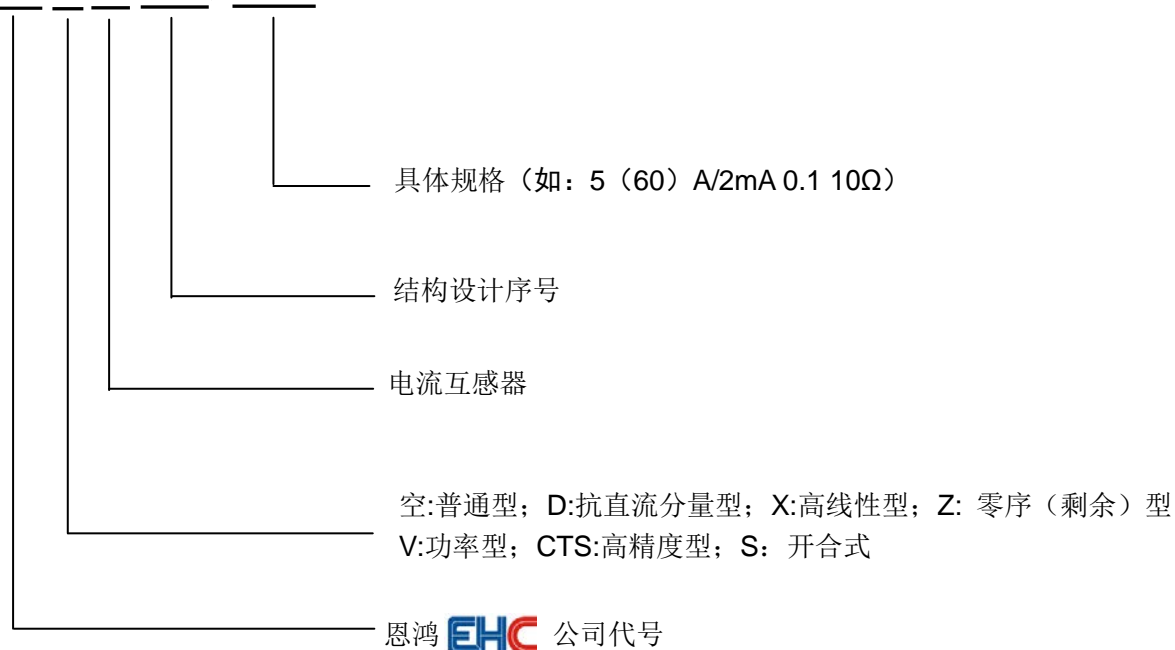 具体规格（如：5（60）A/2mA 0.1 10Ω）
结构设计序号
电流互感器
空:普通型；D:抗直流分量型；X:高线性型；Z: 零序（剩余）型
V:功率型；CTS:高精度型；S：开合式
恩鸿 EHC 公司代号